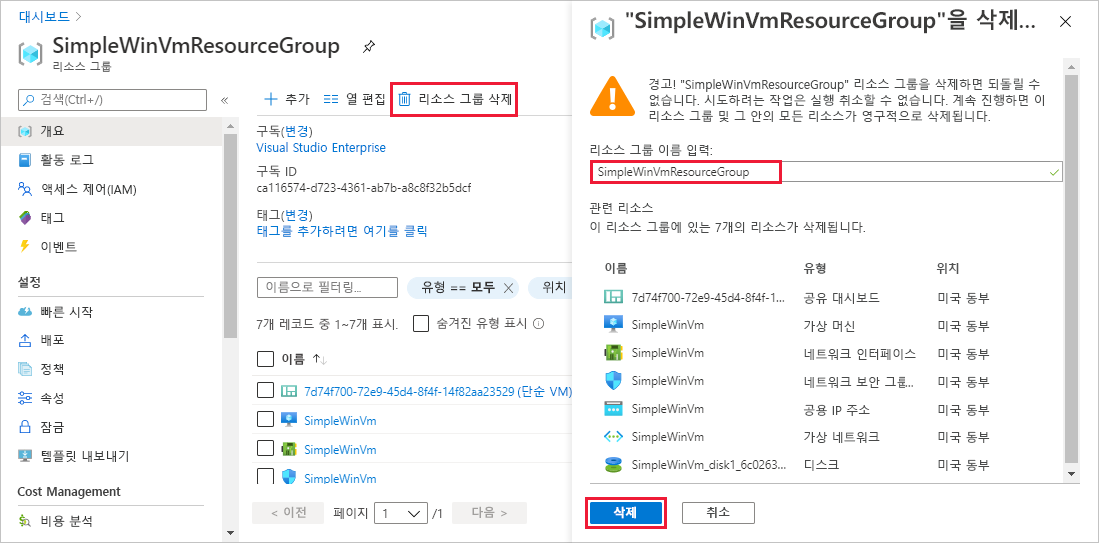 대시보드 >
SimpleWinVmResourceGroup
리소스 그룹
검색(Ctrl+/)
«
개요
활동 로그
액세스 제어(IAM)
태그
이벤트
설정
빠른 시작
배포
정책
속성
잠금
템플릿 내보내기
Cost Management
비용 분석
추가
열 편집
리소스 그룹 삭제
구독(변경)
Visual Studio Enterprise
구독 ID
ca116574-d723-4361-ab7b-a8c8f32b5dcf
태그(변경)
태그를 추가하려면 여기를 클릭
이름으로 필터링...
유형 == 모두
위치
7개 레코드 중 1~7개 표시.
숨겨진 유형 표시
이름 ↑↓
7d74f700-72e9-45d4-8f4f-14f82aa23529 (단순 VM)
SimpleWinVm
SimpleWinVm
SimpleWinVm
< 이전 페이지 1 /1 다음 >
"SimpleWinVmResourceGroup"을 삭제...
경고! "SimpleWinVmResourceGroup" 리소스 그룹을 삭제하면 되돌릴 수
없습니다. 시도하려는 작업은 실행 취소할 수 없습니다. 계속 진행하면 이
리소스 그룹 및 그 안의 모든 리소스가 영구적으로 삭제됩니다.
리소스 그룹 이름 입력:
SimpleWinVmResourceGroup
관련 리소스
이 리소스 그룹에 있는 7개의 리소스가 삭제됩니다.
이름 유형 위치
7d74f700-72e9-45d4-8f4f-1... 공유 대시보드 미국 동부
SimpleWinVm 가상 머신 미국 동부
SimpleWinVm 네트워크 인터페이스 미국 동부
SimpleWinVm 네트워크 보안 그룹... 미국 동부
SimpleWinVm 공용 IP 주소 미국 동부
SimpleWinVm 가상 네트워크 미국 동부
SimpleWinVm_disk1_6c0263... 디스크 미국 동부
삭제
취소